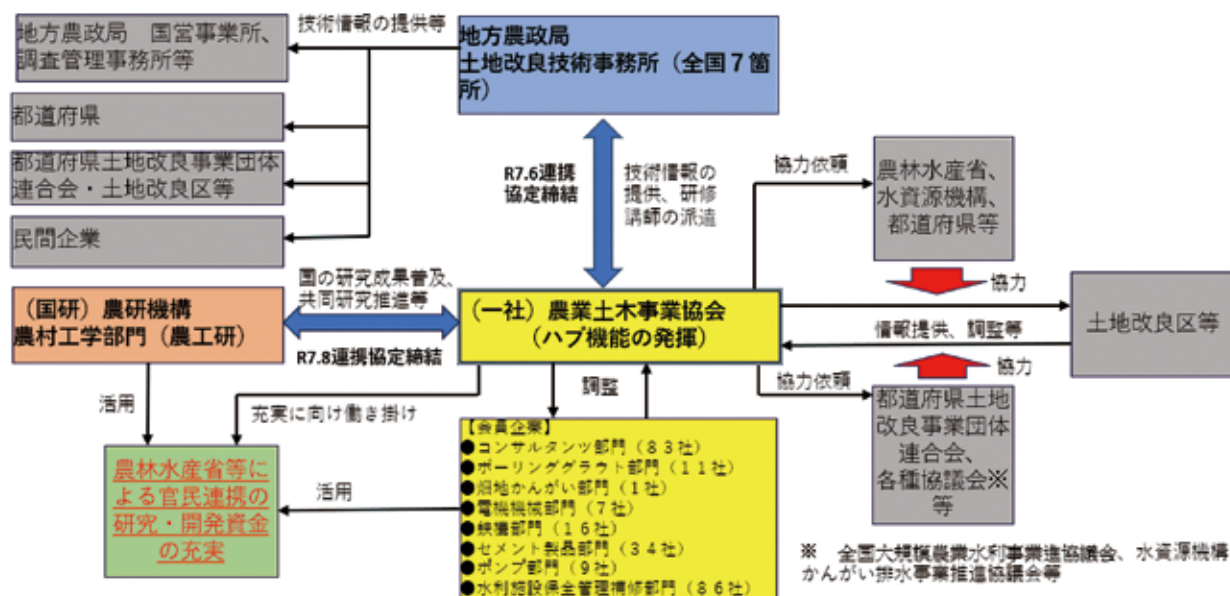 地方農政局　国営事業所、
調査管理事務所等
都道府県
都道府県土地改良事業団体
連合会・土地改良区等
民間企業
技術情報の提供等
地方農政局
土地改良技術事務所（全国７箇
所）
R7.6連携
協定締結
技術情報の
提供、研修
講師の派遣
協力依頼
農林水産省、
水資源機構、
都道府県等
協力
（国研）農研機構
農村工学部門（農工研）
国の研究成果普及、
共同研究推進等
R7.8連携協定締結
（一社）農業土木事業協会
（ハブ機能の発揮）
情報提供、調整等
土地改良区等
協力
協力依頼
都道府県土地
改良事業団体
連合会、
各種協議会※
等
活用
充実に向け働き掛け
調整
農林水産省等に
よる官民連携の
研究・開発資金
の充実
活用
【会員企業】
●コンサルタンツ部門（８３社）
●ボーリンググラウト部門（１１社）
●畑地かんがい部門（１社）
●電機機械部門（７社）
●鉄構部門（１６社）
●セメント製品部門（３４社）
●ポンプ部門（９社）
●水利施設保全管理補修部門（８６社）
※　全国大規模農業水利事業進協議会、水資源機構
かんがい排水事業推進協議会等